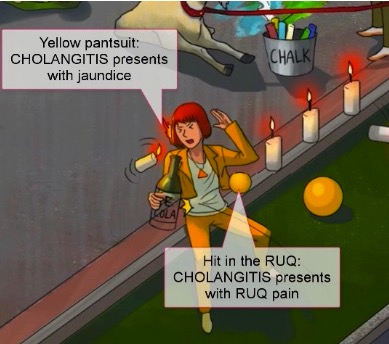 Yellow pantsuit:
CHOLANGITIS presents
with jaundice
CHALK
COLA
Hit in the RUQ:
CHOLANGITIS presents
with RUQ pain